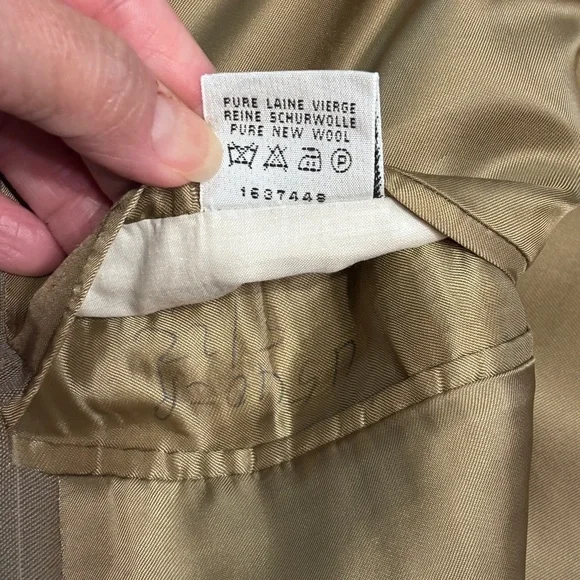 PURE LAINE VIERGE
REINE SCHURWOLLE
PURE NEW WOOL
P
1637449